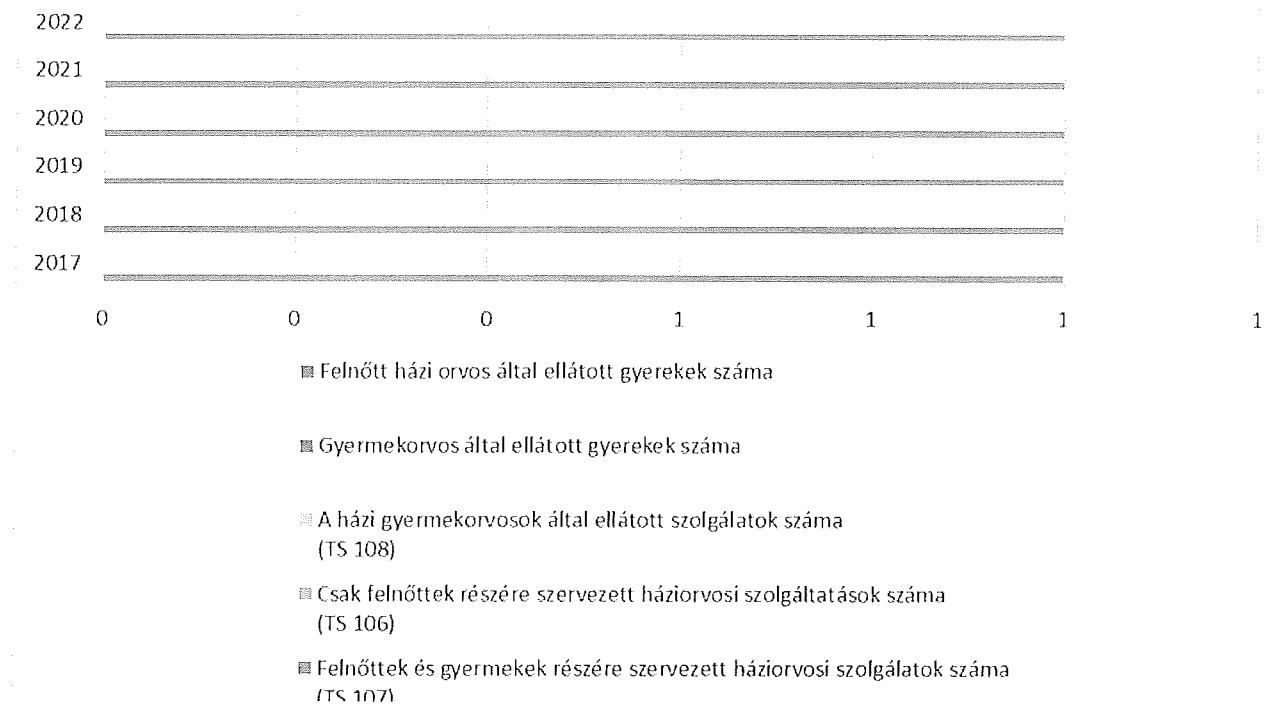 2022
2021
2020
2019
2018
2017
0 0 0 1 1 1 1
Felnőtt házi orvos által ellátott gyerekek száma
Gyermekorvos által ellátott gyerekek száma
A házi gyermekorvosok által ellátott szolgálatok száma
(TS 108)
Csak felnőttek részére szervezett háziorvosi szolgáltatások száma
(TS 106)
Felnőttek és gyermekek részére szervezett háziorvosi szolgálatok száma
(TS 107)